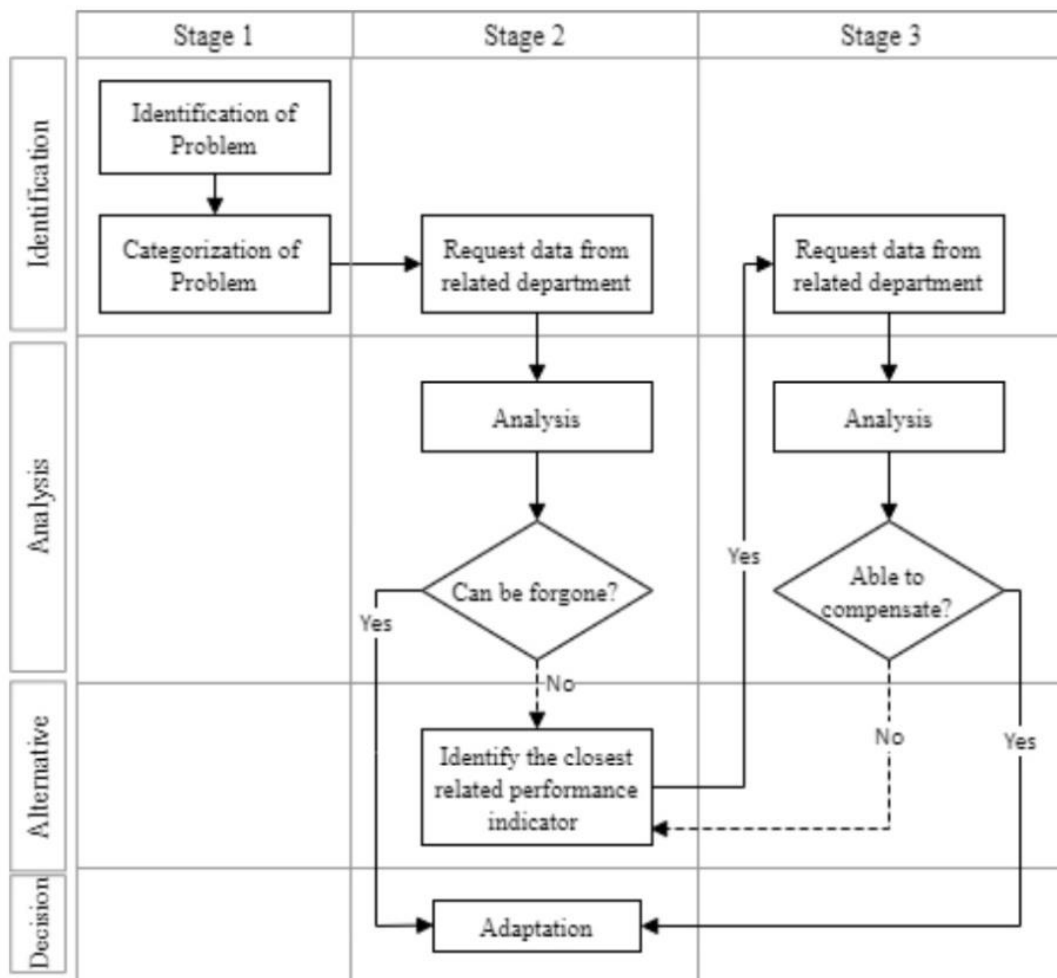 Stage 1
Stage 2
Stage 3
Identification
Identification of
Problem
Categorization of
Problem
Request data from
related department
Request data from
related department
Analysis
Analysis
Analysis
Can be forgone?
Able to
compensate?
Yes
Yes
No
Alternative
Identify the closest
related performance
indicator
No
Yes
Decision
Adaptation